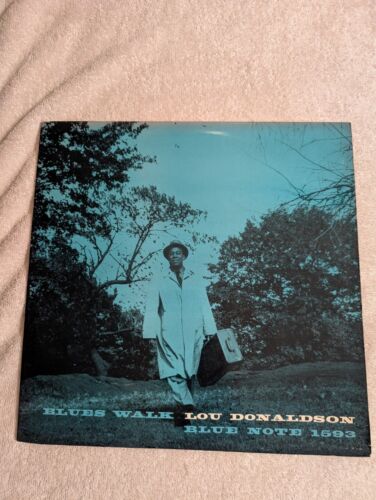 BLUES WALK LOU DONALDSON
BLUE NOTE 1593